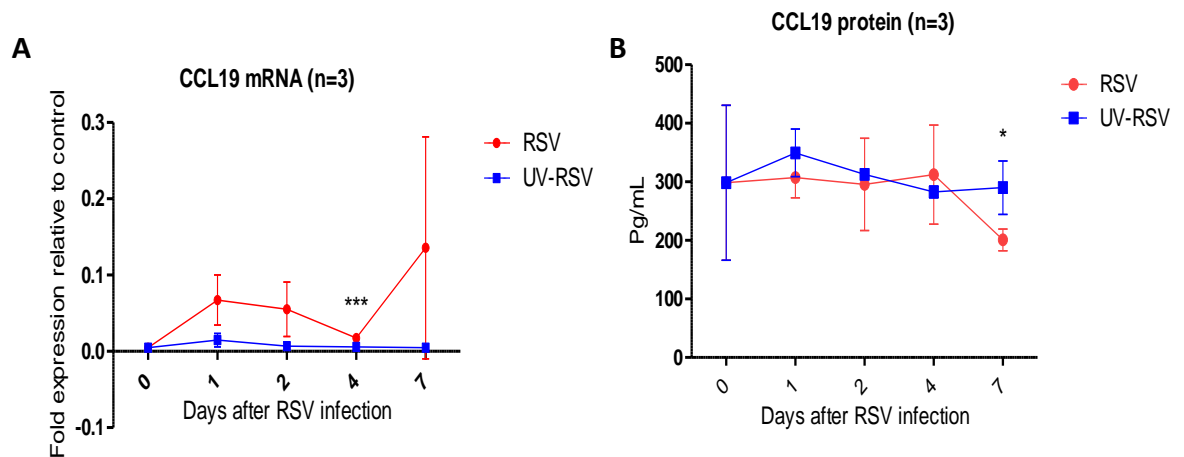 A
CCL19 mRNA (n=3)
Fold expression relative to control
0.3
0.2
0.1
0.0
-0.1
***
0 1 2 4 7
Days after RSV infection
RSV
UV-RSV
B
CCL19 protein (n=3)
Pg/mL
500
400
300
200
100
0
*
0 1 2 4 7
Days after RSV infection
RSV
UV-RSV